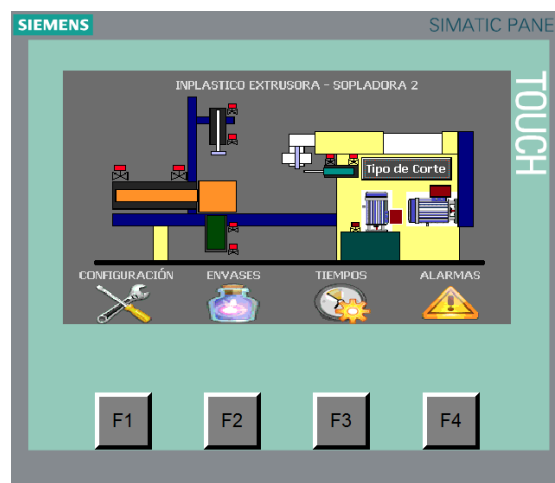 SIEMENS
SIMATIC PANE
TOUCH
INPLASTICO EXTRUSORA - SOPLADORA 2
Tipo de Corte
CONFIGURACIÓN ENVASES TIEMPOS ALARMAS
F1 F2 F3 F4